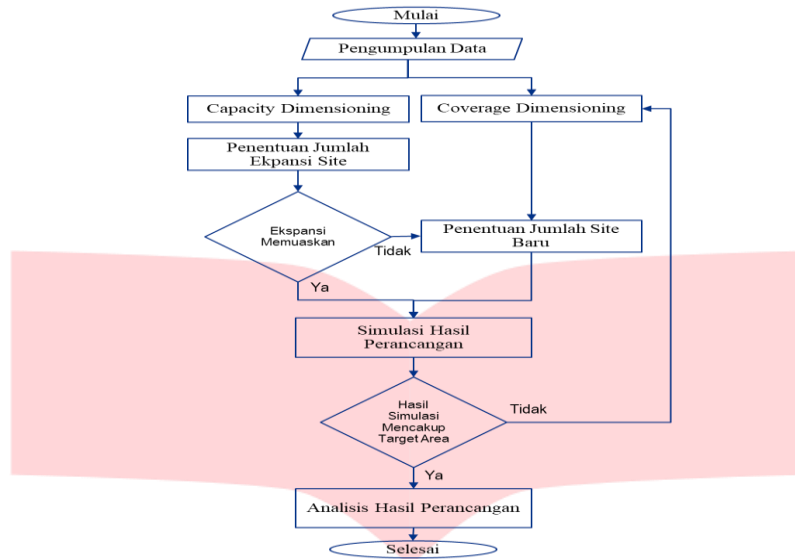 Mulai
Pengumpulan Data
Capacity Dimensioning
Coverage Dimensioning
Penentuan Jumlah
Ekpansi Site
Ekspansi
Memuaskan
Tidak
Penentuan Jumlah Site
Baru
Ya
Simulasi Hasil
Perancangan
Hasil
Simulasi
Mencakup
Target Area
Tidak
Ya
Analisis Hasil Perancangan
Selesai